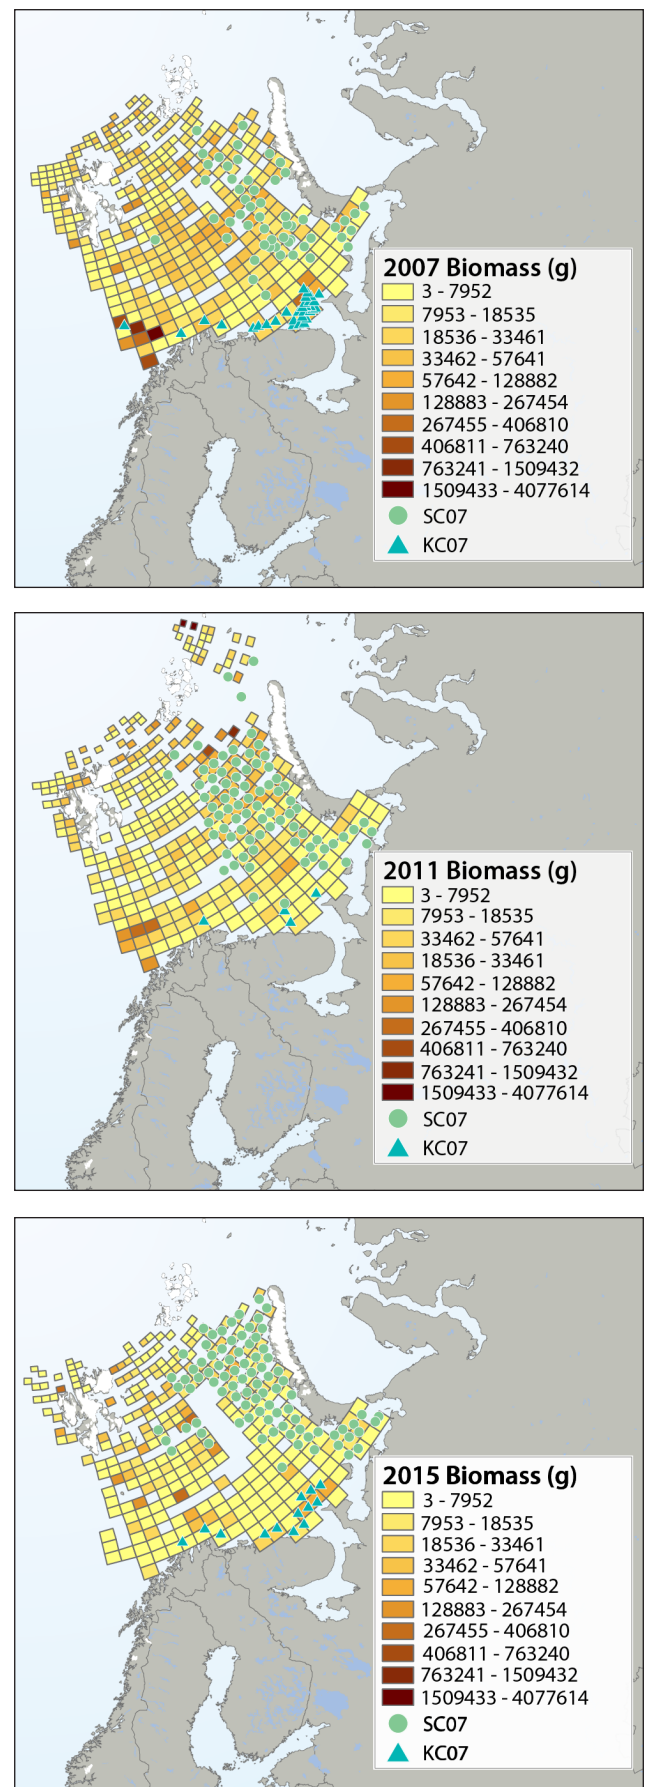 2007 Biomass (g)
3 - 7952
7953 - 18535
18536 - 33461
33462 - 57641
57642 - 128882
128883 - 267454
267455 - 406810
406811 - 763240
763241 - 1509432
1509433 - 4077614
SC07
KC07
2011 Biomass (g)
3 - 7952
7953 - 18535
33462 - 57641
18536 - 33461
57642 - 128882
128883 - 267454
267455 - 406810
406811 - 763240
763241 - 1509432
1509433 - 4077614
SC07
KC07
2015 Biomass (g)
3 - 7952
7953 - 18535
18536 - 33461
33462 - 57641
57642 - 128882
128883 - 267454
267455 - 406810
406811 - 763240
763241 - 1509432
1509433 - 4077614
SC07
KC07